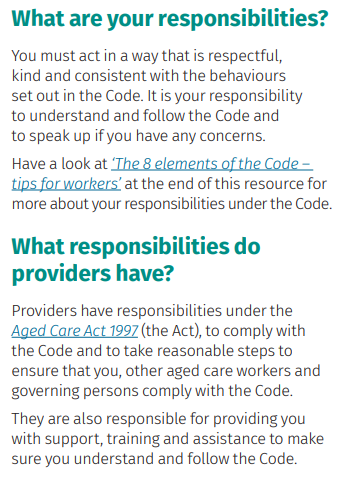 What are your responsibilities?
You must act in a way that is respectful,
kind and consistent with the behaviours
set out in the Code. It is your responsibility
to understand and follow the Code and
to speak up if you have any concerns.
Have a look at ‘The 8 elements of the Code –
tips for workers’ at the end of this resource for
more about your responsibilities under the Code.
What responsibilities do
providers have?
Providers have responsibilities under the
Aged Care Act 1997 (the Act), to comply with
the Code and to take reasonable steps to
ensure that you, other aged care workers and
governing persons comply with the Code.
They are also responsible for providing you
with support, training and assistance to make
sure you understand and follow the Code.